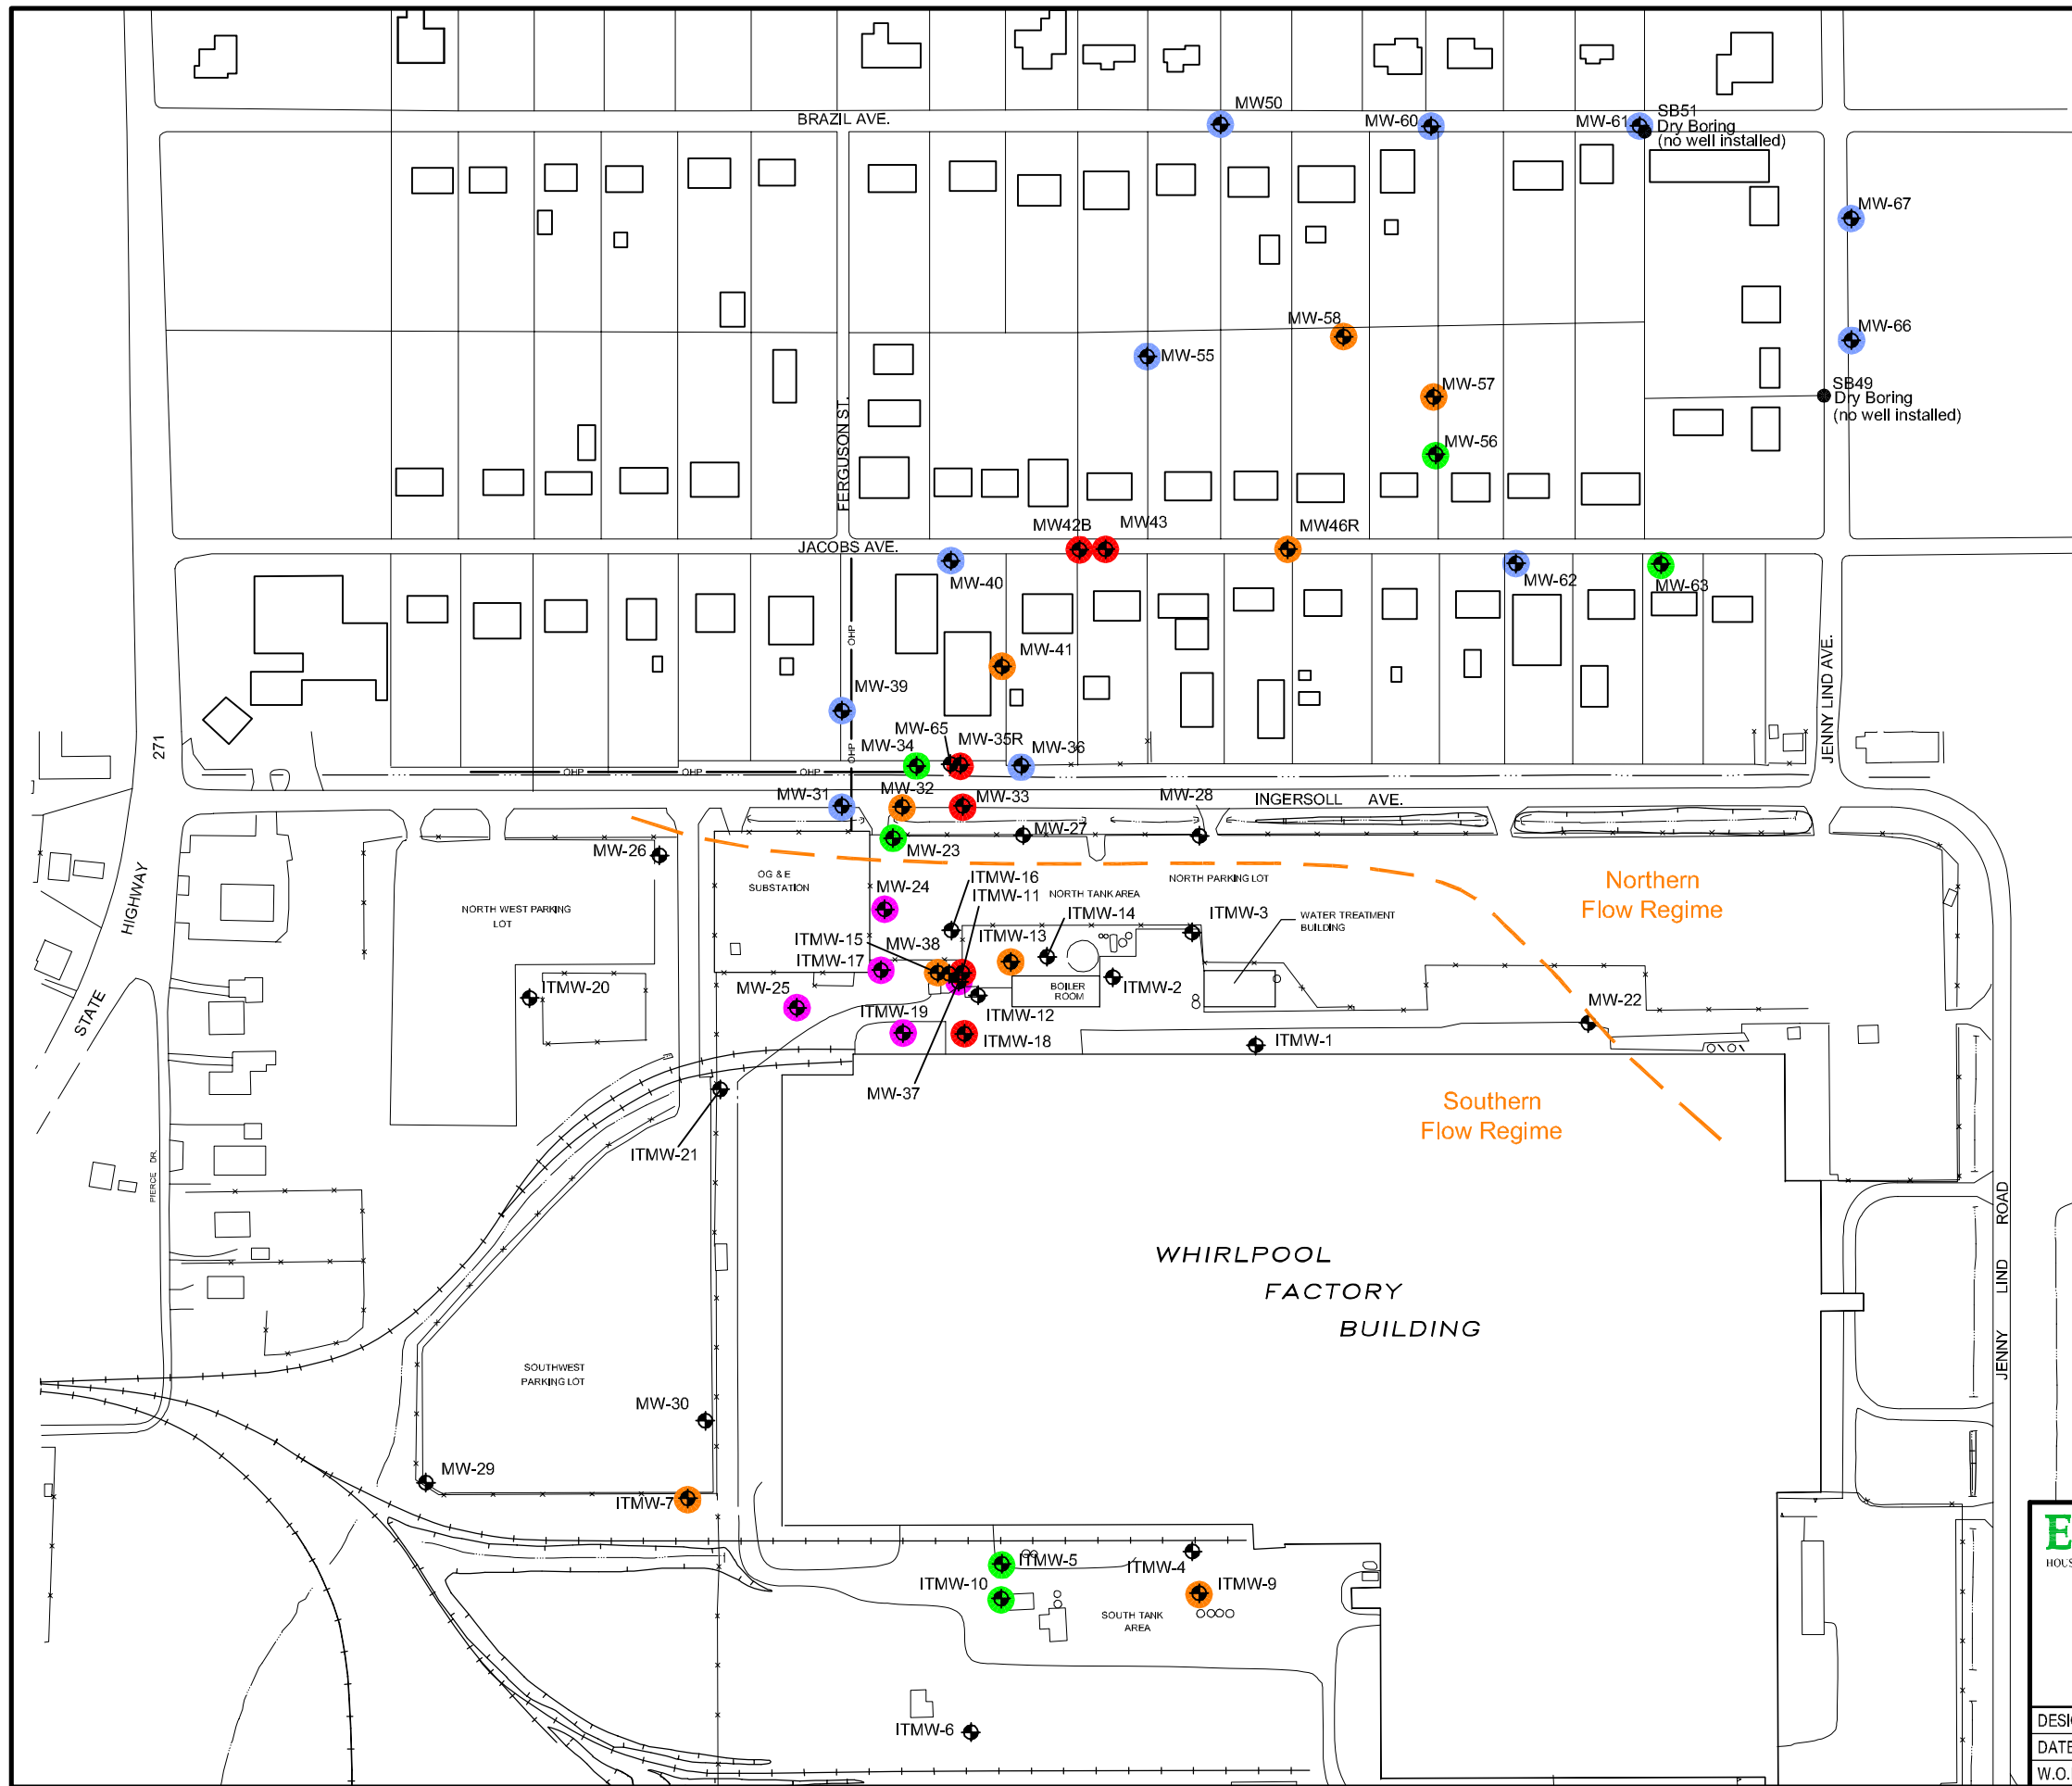 MW50
SB51
BRAZIL AVE.
MW-60
MW-61
Dry Boring
(no well installed)
MW-67
MW-58
MW-66
MW-55
MW-57
SB49
Dry Boring
(no well installed)
MW-56
FERGUSON ST.
MW42B
MW43
MW46R
JACOBS AVE.
MW-40
MW-62
MW-63
OHP
MW-41
JENNY LIND AVE.
MW-39
MW-65
MW-35R
MW-34
MW-36
OHP
271
OHP
OHP
OHP
MW-31
MW-32
MW-33
MW-28
INGERSOLL AVE.
MW-27
MW-26
MW-23
OG & E
SUBSTATION
ITMW-16
NORTH PARKING LOT
Northern
Flow Regime
MW-24
ITMW-11
NORTH TANK AREA
HIGHWAY
NORTH WEST PARKING
LOT
ITMW-14
ITMW-3
WATER TREATMENT
BUILDING
ITMW-15
MW-38
ITMW-13
ITMW-17
ITMW-20
MW-25
BOILER
ROOM
ITMW-2
STATE
ITMW-19
ITMW-12
MW-22
ITMW-18
ITMW-1
MW-37
Southern
Flow Regime
ITMW-21
PIERCE DR.
JENNY LIND ROAD
WHIRLPOOL
FACTORY
BUILDING
SOUTHWEST
PARKING LOT
MW-30
MW-29
ITMW-7
E
HOUS
ITMW-5
ITMW-4
ITMW-10
ITMW-9
SOUTH TANK
AREA
ITMW-6
DESI
DATE
W.O.